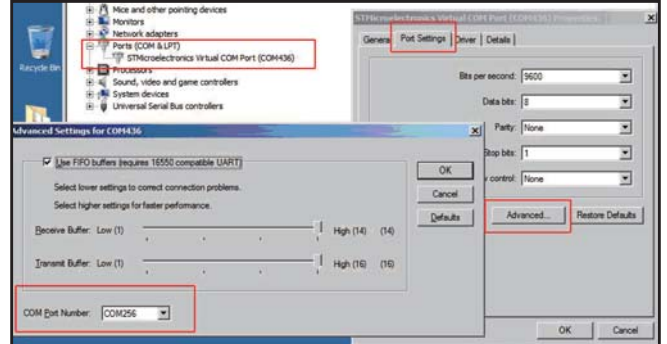 Mice and other pointing devices
Monitors
Network adapters
Ports (COM & LPT)
STMicroelectronics Virtual COM Port (COM436)
Processors
Sound, video and game controllers
System devices
Universal Serial Bus controllers
Recycle Bin
STMicroelectronics Virtual COM Port (COM436) Properties
General Port Settings Driver Details
Bits per second: 9600
Data bits: 8
Parity: None
Stop bits: 1
control: None
Advanced... Restore Defaults
OK Cancel
Advanced Settings for COM436
Use FIFO buffers (requires 16550 compatible UART)
Select lower settings to correct connection problems.
Select higher settings for faster performance.
Receive Buffer: Low (1) High (14) (14)
Transmit Buffer: Low (1) High (16) (16)
COM Port Number: COM256
OK
Cancel
Defaults